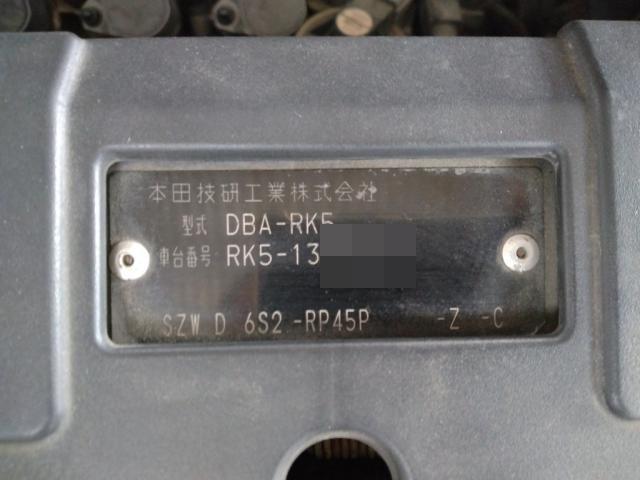 本田技研工業株式会社
型式 DBA-RK5
車台番号 RK5-13
SZW D 6S2 -RP45P -Z -C